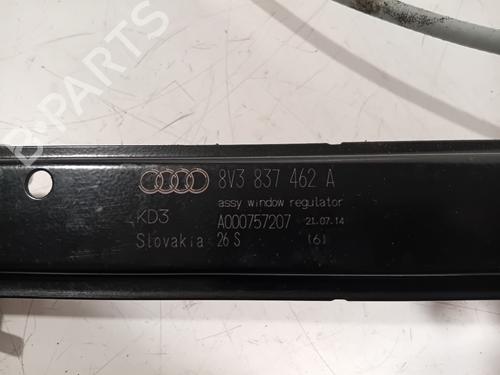 B-PARTS
8V3 837 462 A
assy window regulator
KD3 A000757207 21.07.14
Slovakia 26 S (6)